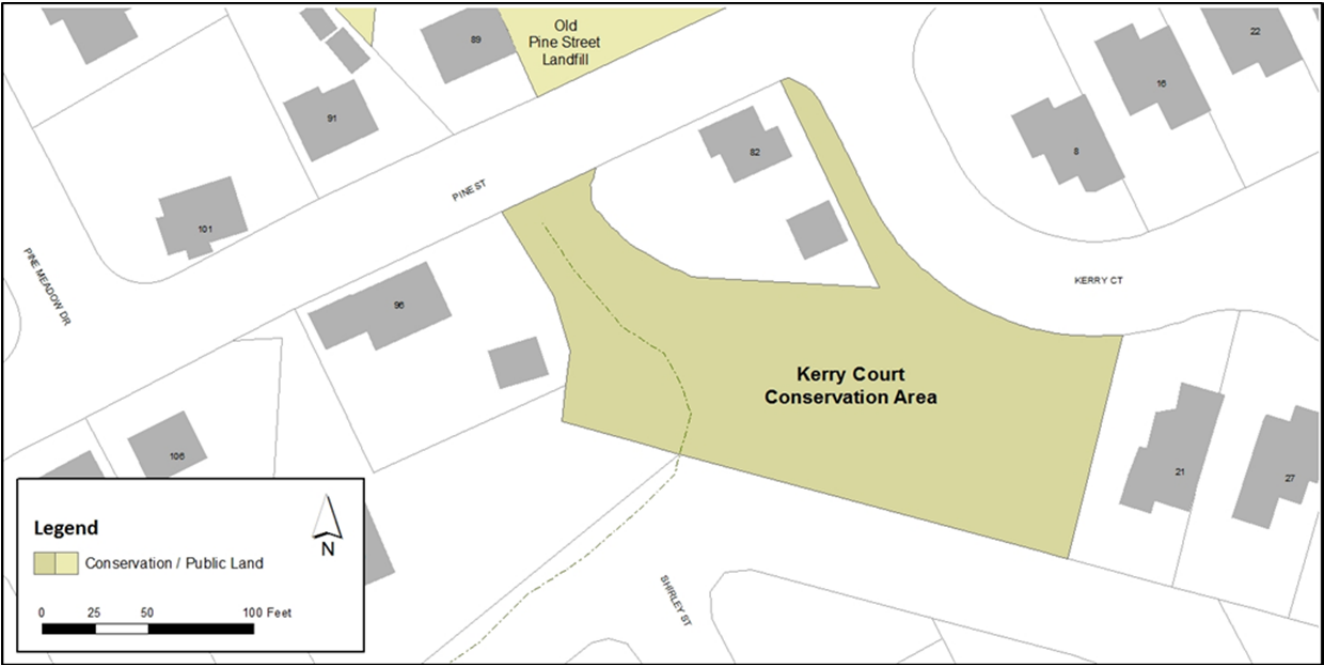 Old
Pine Street
Landfill
89
22
16
91
82
8
PINE ST
101
PINE MEADOW DR
KERRY CT
96
Kerry Court
Conservation Area
106
21
27
Legend
N
Conservation / Public Land
0 25 50 100 Feet
SHIRLEY ST